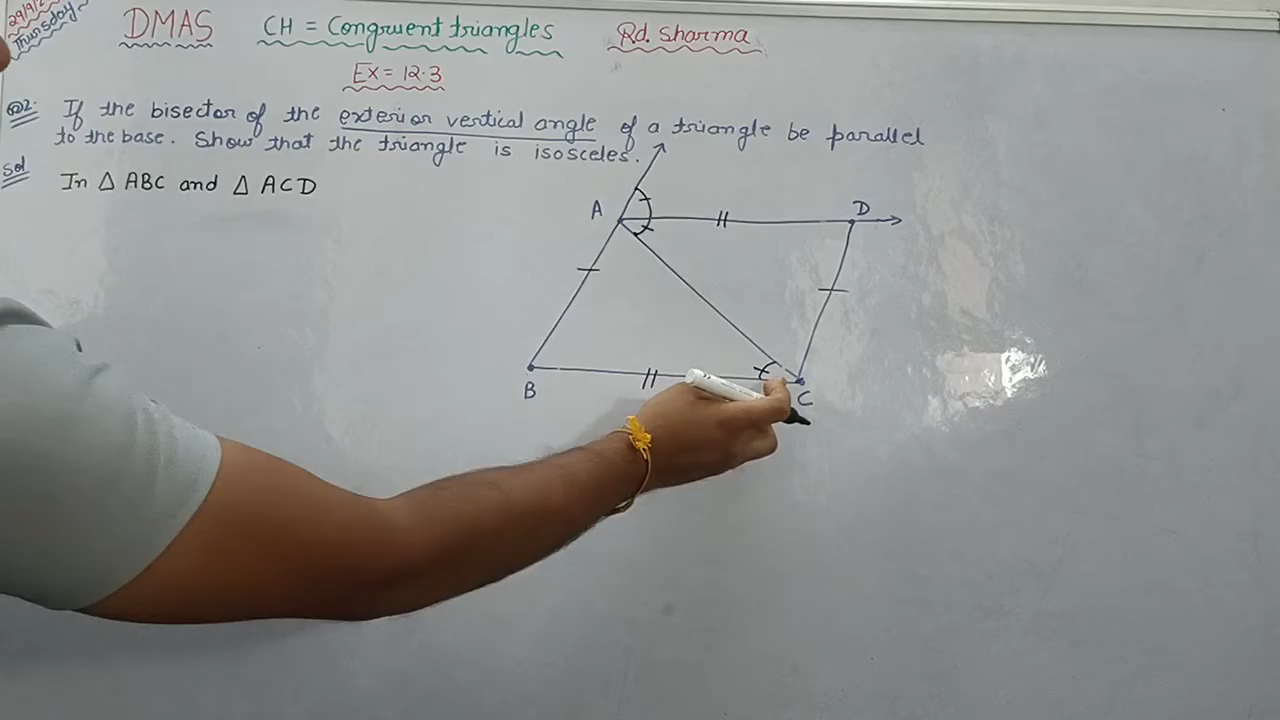 29/9/2
Thursday
DMAS CH = Congruent triangles Rd. Sharma
Ex = 12.3
Q2: If the bisector of the exterior vertical angle of a triangle be parallel
to the base. Show that the triangle is isosceles.
Sol In △ ABC and △ ACD
A D
B C